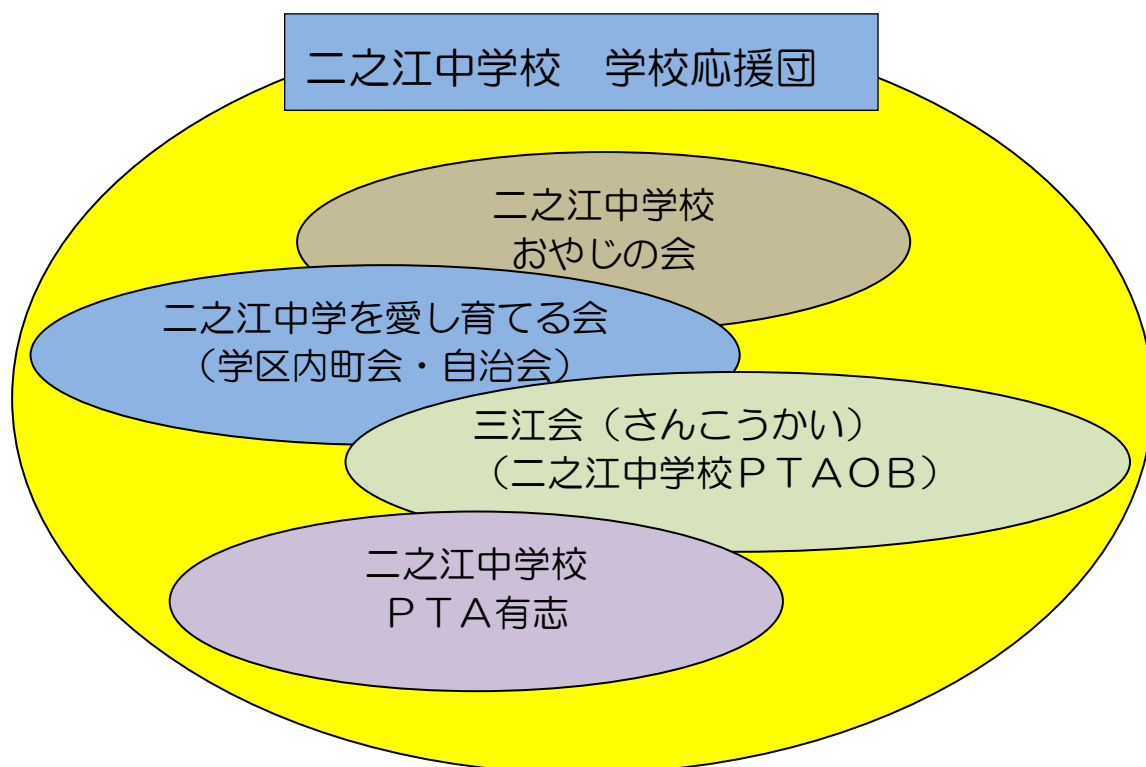 二之江中学校　学校応援団
二之江中学校
おやじの会
二之江中学を愛し育てる会
（学区内町会・自治会）
三江会（さんこうかい）
（二之江中学校ＰＴＡＯＢ）
二之江中学校
ＰＴＡ有志